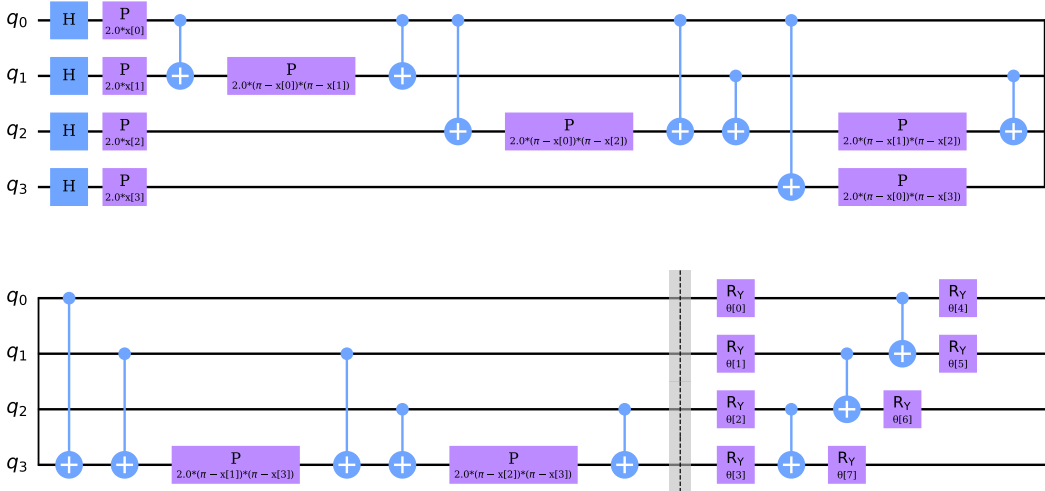 q0 H P 2.0*x[0]
q1 H P 2.0*x[1] P 2.0*(π − x[0])*(π − x[1])
q2 H P 2.0*x[2] P 2.0*(π − x[0])*(π − x[2]) P 2.0*(π − x[1])*(π − x[2])
q3 H P 2.0*x[3] P 2.0*(π − x[0])*(π − x[3])
q0 RY θ[0] RY θ[4]
q1 RY θ[1] RY θ[5]
q2 RY θ[2] RY θ[6]
q3 P 2.0*(π − x[1])*(π − x[3]) P 2.0*(π − x[2])*(π − x[3]) RY θ[3] RY θ[7]